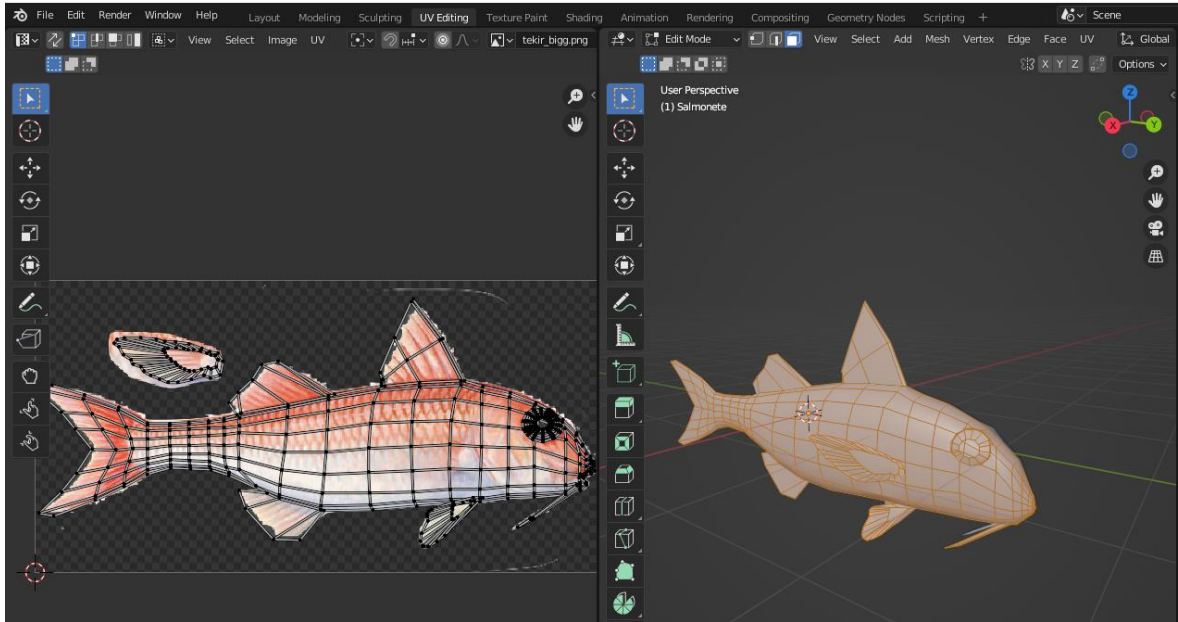 File Edit Render Window Help Layout Modeling Sculpting UV Editing Texture Paint Shading Animation Rendering Compositing Geometry Nodes Scripting + Scene
View Select Image UV tekir_bigg.png Edit Mode View Select Add Mesh Vertex Edge Face UV Global
X Y Z Options
User Perspective
(1) Salmonete
Z
X Y